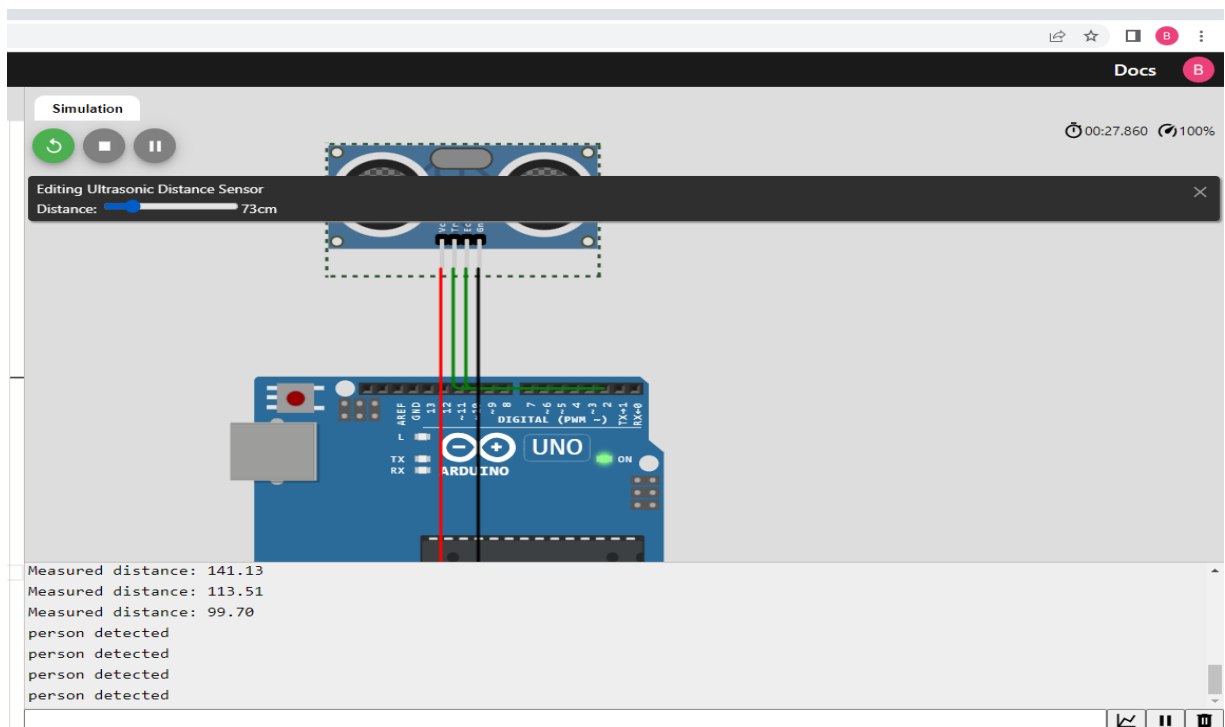 B
Docs
B
Simulation
00:27.860 100%
Editing Ultrasonic Distance Sensor
Distance: 73cm
AREF
GND
13
12
~11
~9
8
7
~6
~5
4
~3
2
TX→1
RX←0
DIGITAL (PWM ~)
L
TX
RX
UNO
ARDUINO
ON
Measured distance: 141.13
Measured distance: 113.51
Measured distance: 99.70
person detected
person detected
person detected
person detected